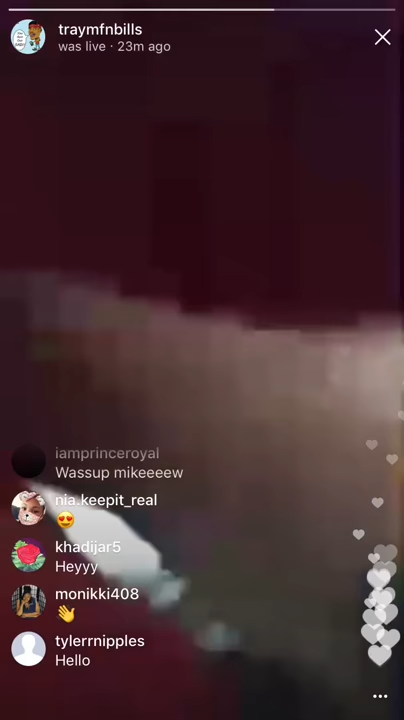 traymfnbills
was live · 23m ago
iamprinceroyal
Wassup mikeeeew
nia.keepit_real
😍
khadijar5
Heyyy
monikki408
👋
tylerrnipples
Hello